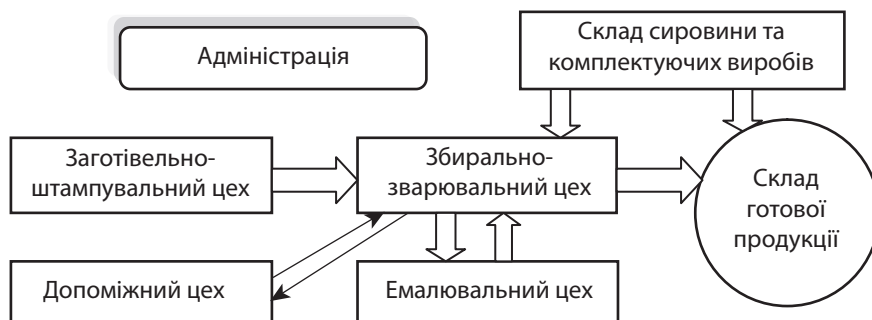 Адміністрація
Склад сировини та
комплектуючих виробів
Заготівельно-
штампувальний цех
Збирально-
зварювальний цех
Склад
готової
продукції
Допоміжний цех
Емалювальний цех